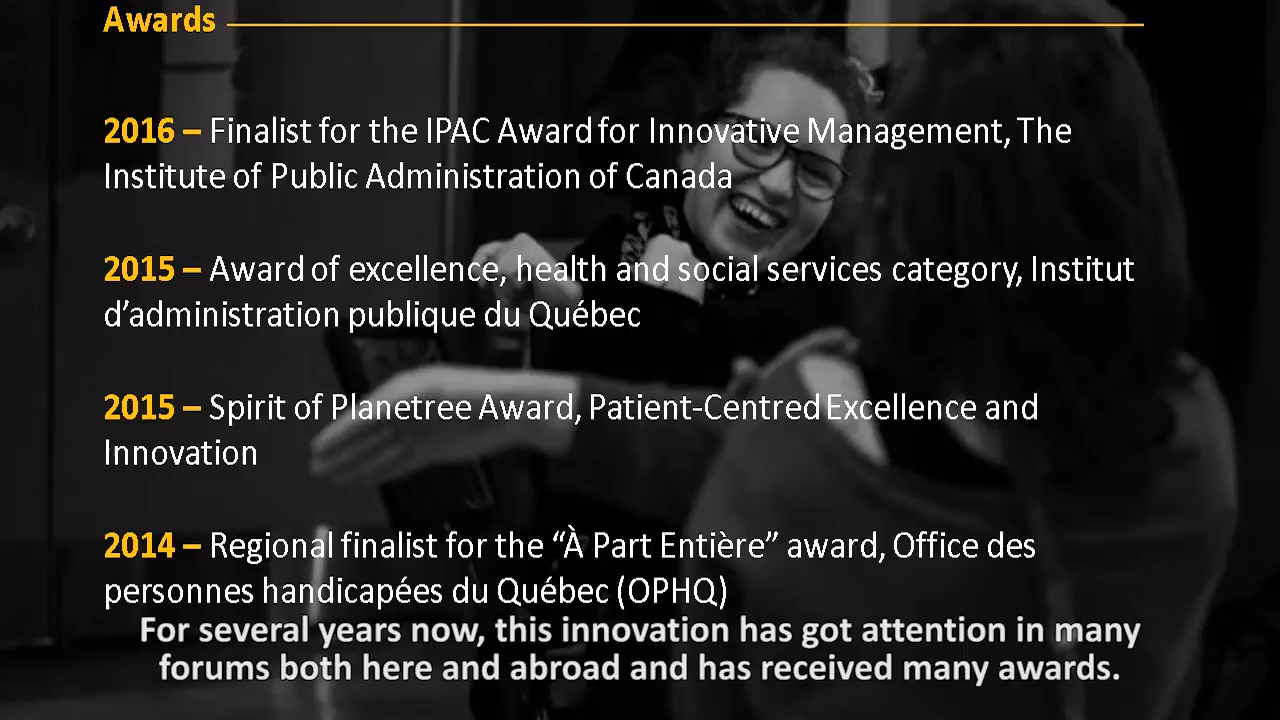 Awards
2016 – Finalist for the IPAC Award for Innovative Management, The
Institute of Public Administration of Canada
2015 – Award of excellence, health and social services category, Institut
d’administration publique du Québec
2015 – Spirit of Planetree Award, Patient-Centred Excellence and
Innovation
2014 – Regional finalist for the “À Part Entière” award, Office des
personnes handicapées du Québec (OPHQ)
For several years now, this innovation has got attention in many
forums both here and abroad and has received many awards.